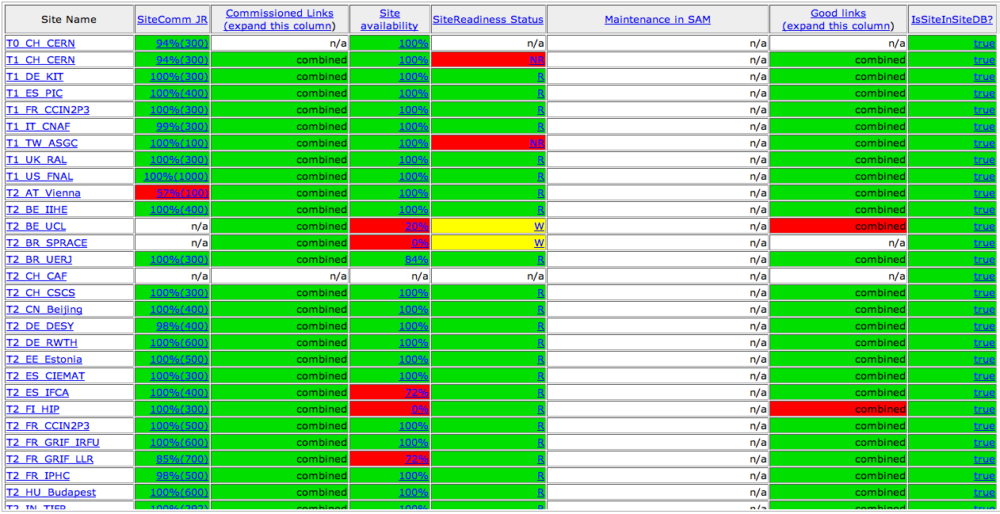 Site Name SiteComm JR Commissioned Links (expand this column) Site availability SiteReadiness Status Maintenance in SAM Good links (expand this column) IsSiteInSiteDB?
T0_CH_CERN 94%(300) n/a 100% n/a n/a n/a true
T1_CH_CERN 94%(300) combined 100% NR n/a combined true
T1_DE_KIT 100%(300) combined 100% R n/a combined true
T1_ES_PIC 100%(400) combined 100% R n/a combined true
T1_FR_CCIN2P3 100%(300) combined 100% R n/a combined true
T1_IT_CNAF 99%(300) combined 100% R n/a combined true
T1_TW_ASGC 100%(100) combined 100% NR n/a combined true
T1_UK_RAL 100%(300) combined 100% R n/a combined true
T1_US_FNAL 100%(1000) combined 100% R n/a combined true
T2_AT_Vienna 57%(100) combined 100% R n/a combined true
T2_BE_IIHE 100%(400) combined 100% R n/a combined true
T2_BE_UCL n/a combined 20% W n/a combined true
T2_BR_SPRACE n/a combined 0% W n/a n/a true
T2_BR_UERJ 100%(300) combined 84% R n/a combined true
T2_CH_CAF n/a n/a n/a n/a n/a n/a true
T2_CH_CSCS 100%(300) combined 100% R n/a combined true
T2_CN_Beijing 100%(400) combined 100% R n/a combined true
T2_DE_DESY 98%(400) combined 100% R n/a combined true
T2_DE_RWTH 100%(600) combined 100% R n/a combined true
T2_EE_Estonia 100%(500) combined 100% R n/a combined true
T2_ES_CIEMAT 100%(300) combined 100% R n/a combined true
T2_ES_IFCA 100%(400) combined 72% R n/a combined true
T2_FI_HIP 100%(300) combined 0% R n/a combined true
T2_FR_CCIN2P3 100%(500) combined 100% R n/a combined true
T2_FR_GRIF_IRFU 100%(600) combined 100% R n/a combined true
T2_FR_GRIF_LLR 85%(700) combined 72% R n/a combined true
T2_FR_IPHC 98%(500) combined 100% R n/a combined true
T2_HU_Budapest 100%(600) combined 100% R n/a combined true
T2_IN_TIFR 100%(292) combined 100% R n/a combined true